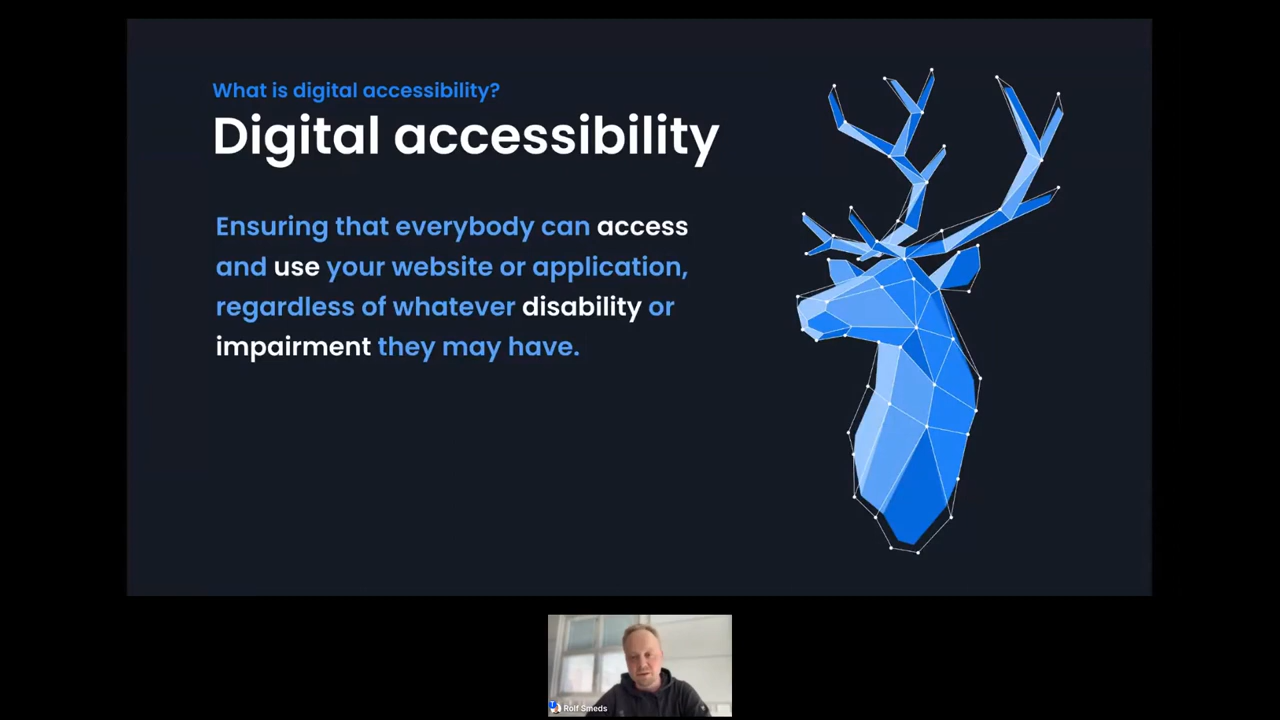 What is digital accessibility?
Digital accessibility
Ensuring that everybody can access
and use your website or application,
regardless of whatever disability or
impairment they may have.
Rolf Smeds